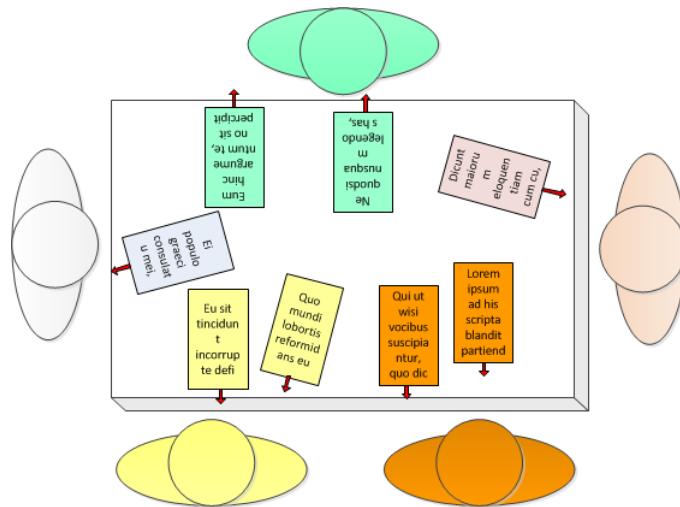 Eum
hinc
argume
ntum te,
no sit
percipit
Ne
quodsi
nusqua
m
legendo
s has,
Dicunt
maioru
m
eloquen
tiam
cum cu,
Ei
populo
graeci
consulat
u mei,
Eu sit
tincidun
t
incorrup
te defi
Quo
mundi
lobortis
reformid
ans eu
Qui ut
wisi
vocibus
suscipia
ntur,
quo dic
Lorem
ipsum
ad his
scripta
blandit
partiend